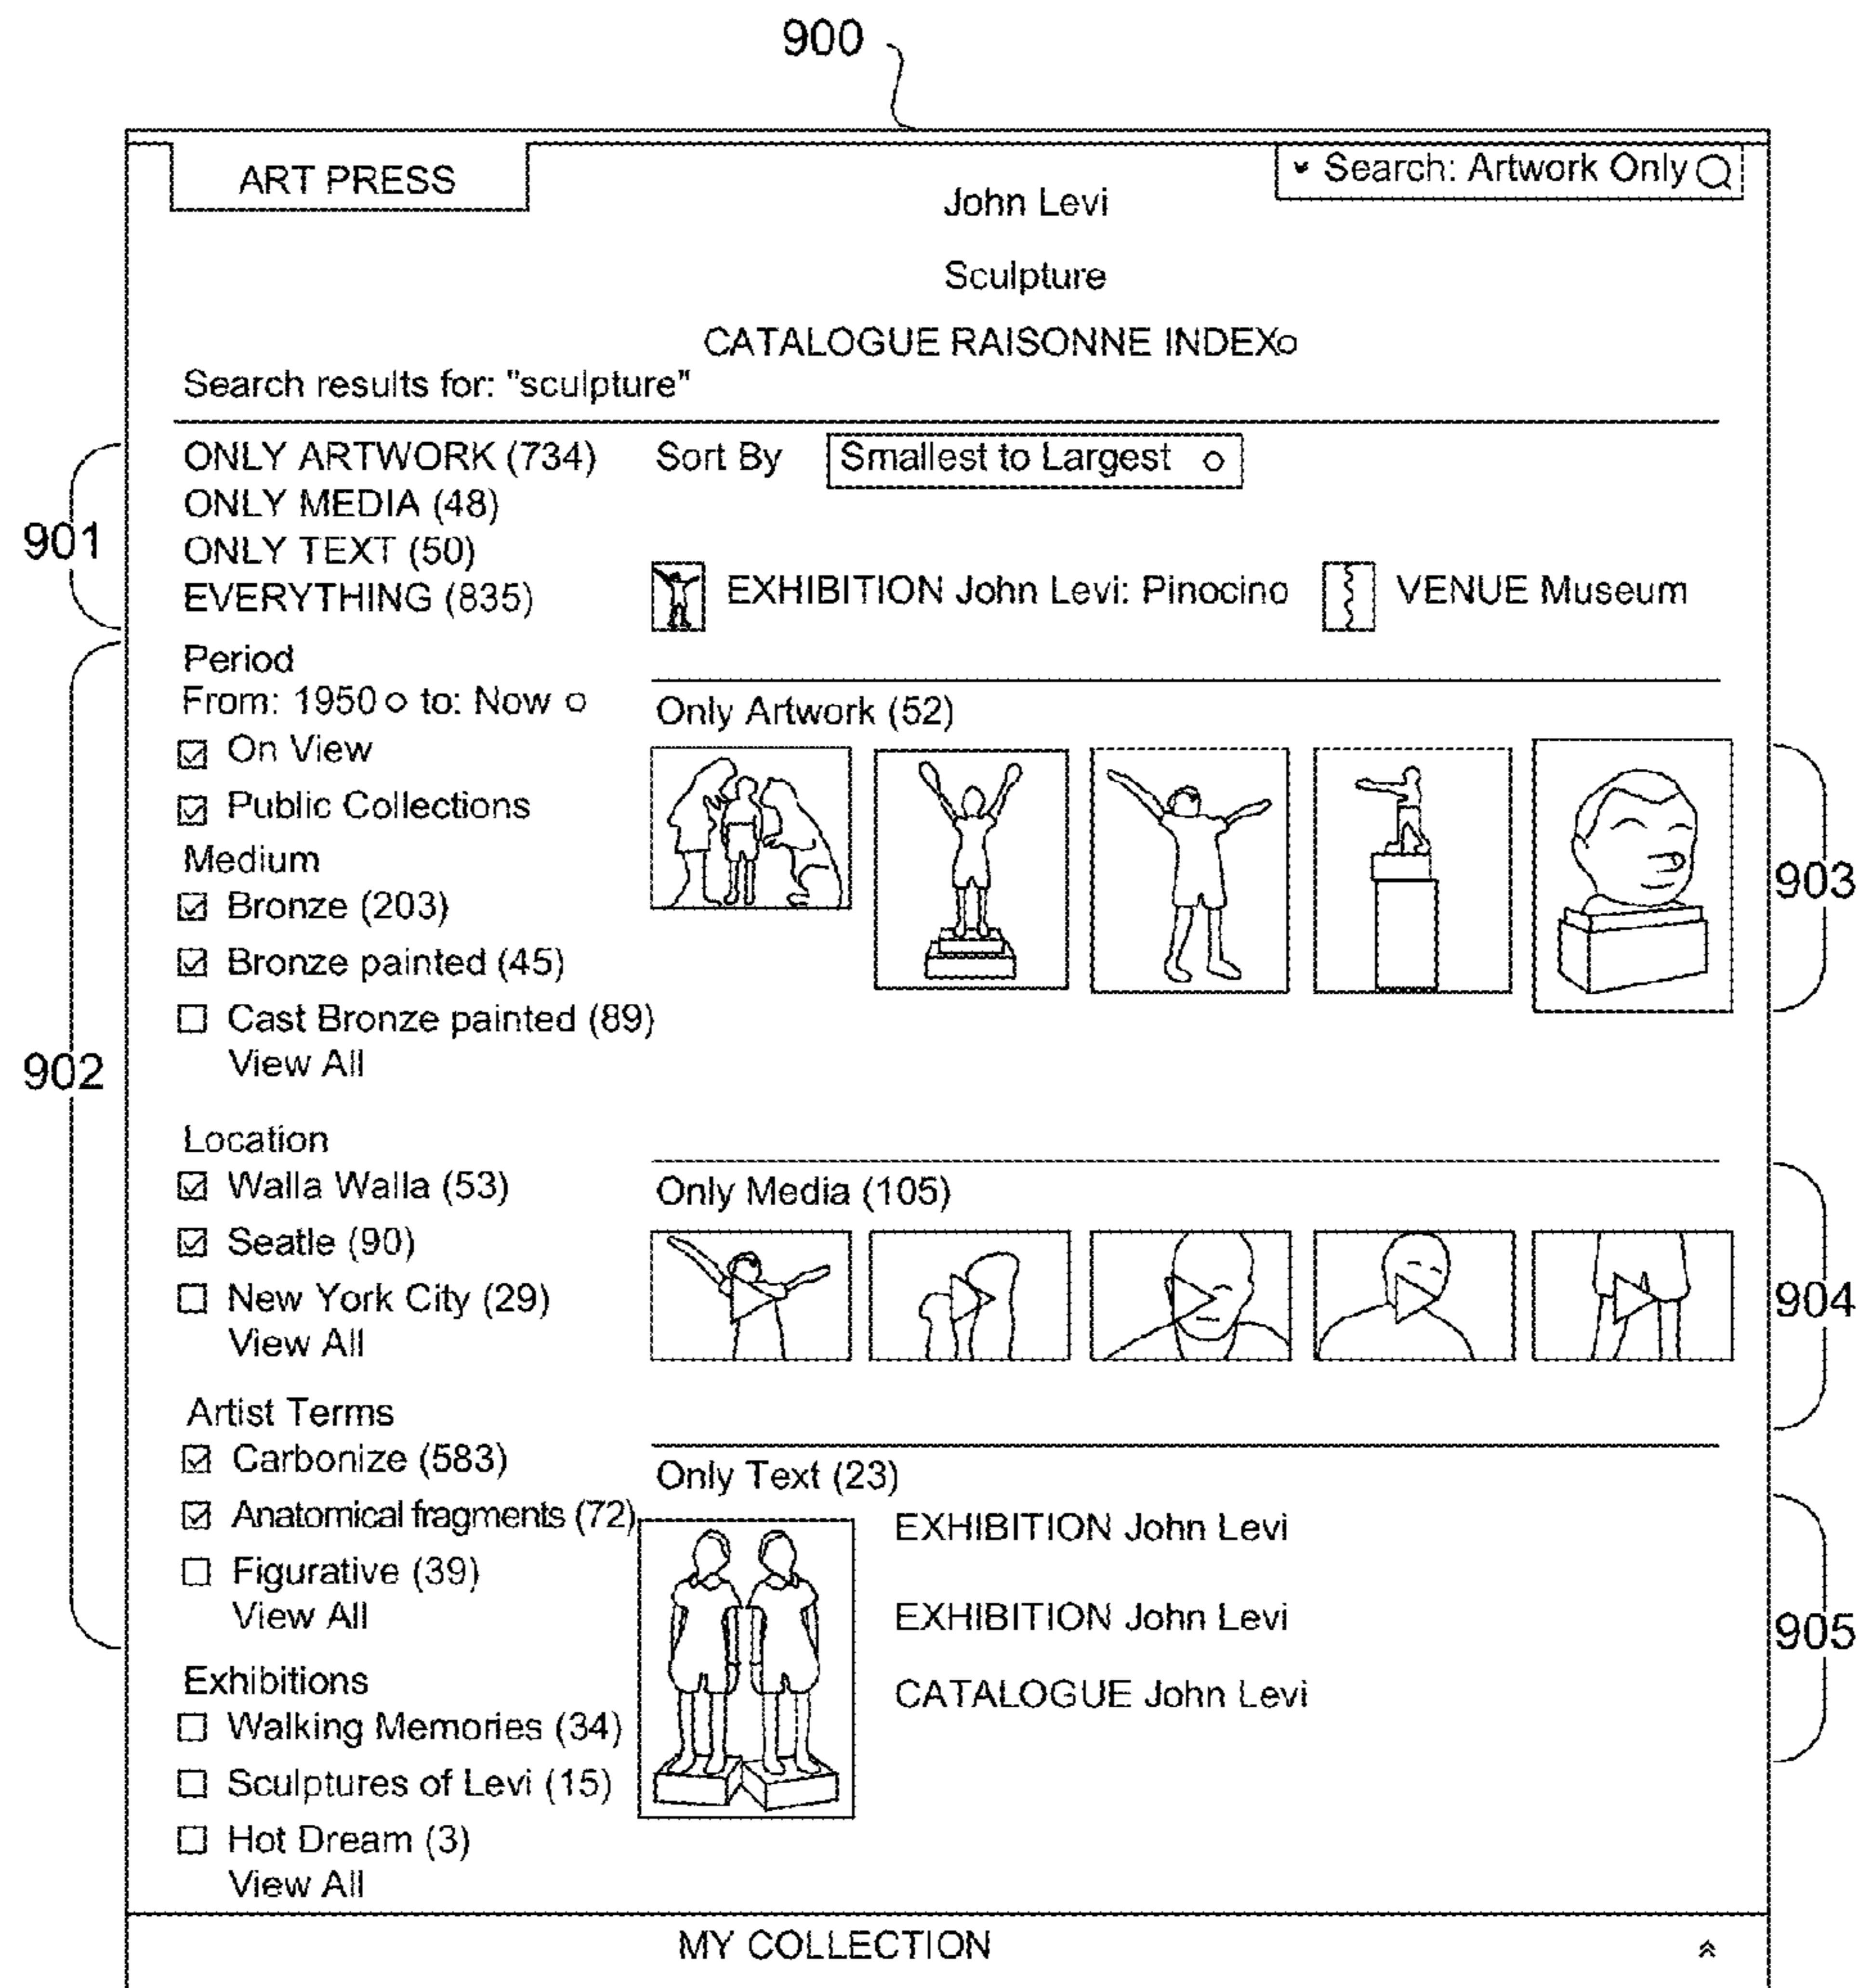 900
ART PRESS
Search: Artwork Only
John Levi
Sculpture
CATALOGUE RAISONNE INDEX
Search results for: "sculpture"
901
ONLY ARTWORK (734)
ONLY MEDIA (48)
ONLY TEXT (50)
EVERYTHING (835)
Sort By Smallest to Largest
EXHIBITION John Levi: Pinocino
VENUE Museum
902
Period
From: 1950 to: Now
On View
Public Collections
Medium
Bronze (203)
Bronze painted (45)
Cast Bronze painted (89)
View All
Location
Walla Walla (53)
Seatle (90)
New York City (29)
View All
Artist Terms
Carbonize (583)
Anatomical fragments (72)
Figurative (39)
View All
Exhibitions
Walking Memories (34)
Sculptures of Levi (15)
Hot Dream (3)
View All
Only Artwork (52)
903
Only Media (105)
904
Only Text (23)
EXHIBITION John Levi
EXHIBITION John Levi
CATALOGUE John Levi
905
MY COLLECTION